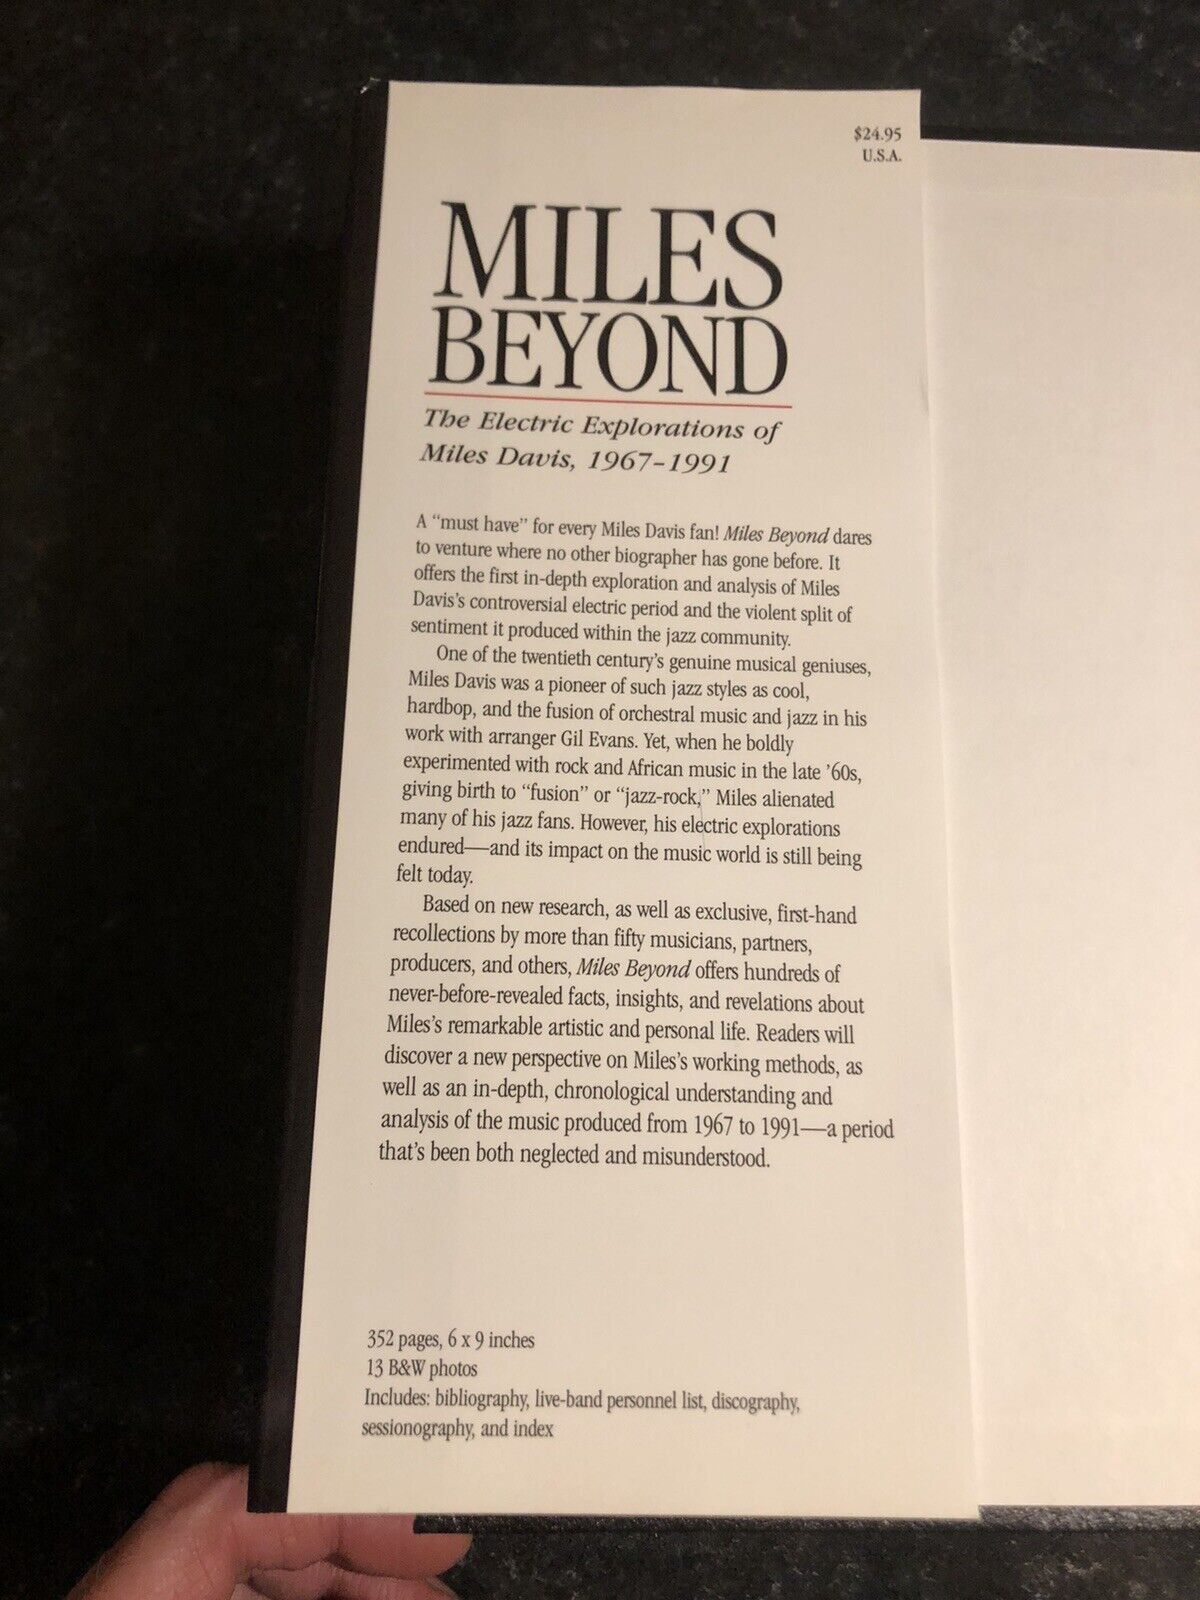 $24.95
U.S.A.
MILES
BEYOND
The Electric Explorations of
Miles Davis, 1967–1991
A “must have” for every Miles Davis fan! Miles Beyond dares
to venture where no other biographer has gone before. It
offers the first in-depth exploration and analysis of Miles
Davis’s controversial electric period and the violent split of
sentiment it produced within the jazz community.
One of the twentieth century’s genuine musical geniuses,
Miles Davis was a pioneer of such jazz styles as cool,
hardbop, and the fusion of orchestral music and jazz in his
work with arranger Gil Evans. Yet, when he boldly
experimented with rock and African music in the late ’60s,
giving birth to “fusion” or “jazz-rock,” Miles alienated
many of his jazz fans. However, his electric explorations
endured—and its impact on the music world is still being
felt today.
Based on new research, as well as exclusive, first-hand
recollections by more than fifty musicians, partners,
producers, and others, Miles Beyond offers hundreds of
never-before-revealed facts, insights, and revelations about
Miles’s remarkable artistic and personal life. Readers will
discover a new perspective on Miles’s working methods, as
well as an in-depth, chronological understanding and
analysis of the music produced from 1967 to 1991—a period
that’s been both neglected and misunderstood.
352 pages, 6 x 9 inches
13 B&W photos
Includes: bibliography, live-band personnel list, discography,
sessionography, and index